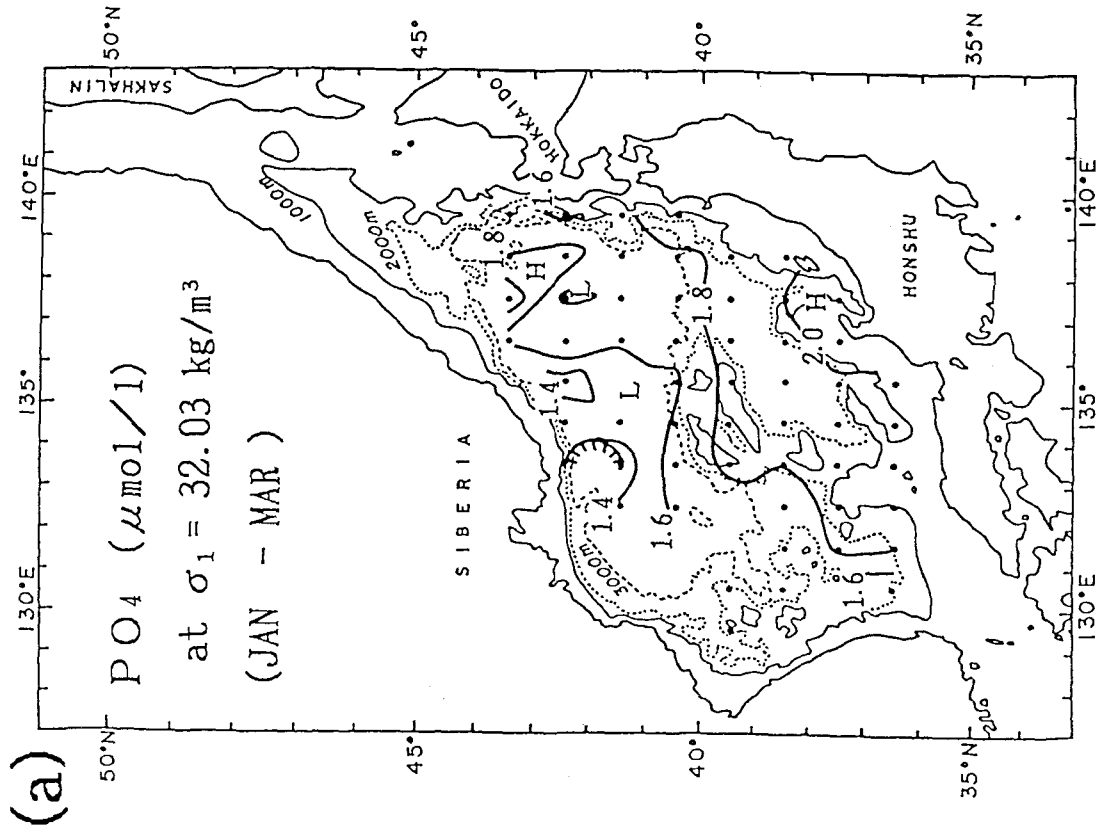 (a)
PO4 (μmol/l)
at σ1 = 32.03 kg/m3
(JAN - MAR)
130°E
135°
140°E
50°N
45°
40°
35°N
50°N
45°
40°
35°N
130°E
135°
140°E
SAKHALIN
HOKKAIDO
HONSHU
SIBERIA
1000m
2000m
3000m
1.6
1.8
H
L
1.4
L
1.4
1.6
1.8
2.0
H
1.6